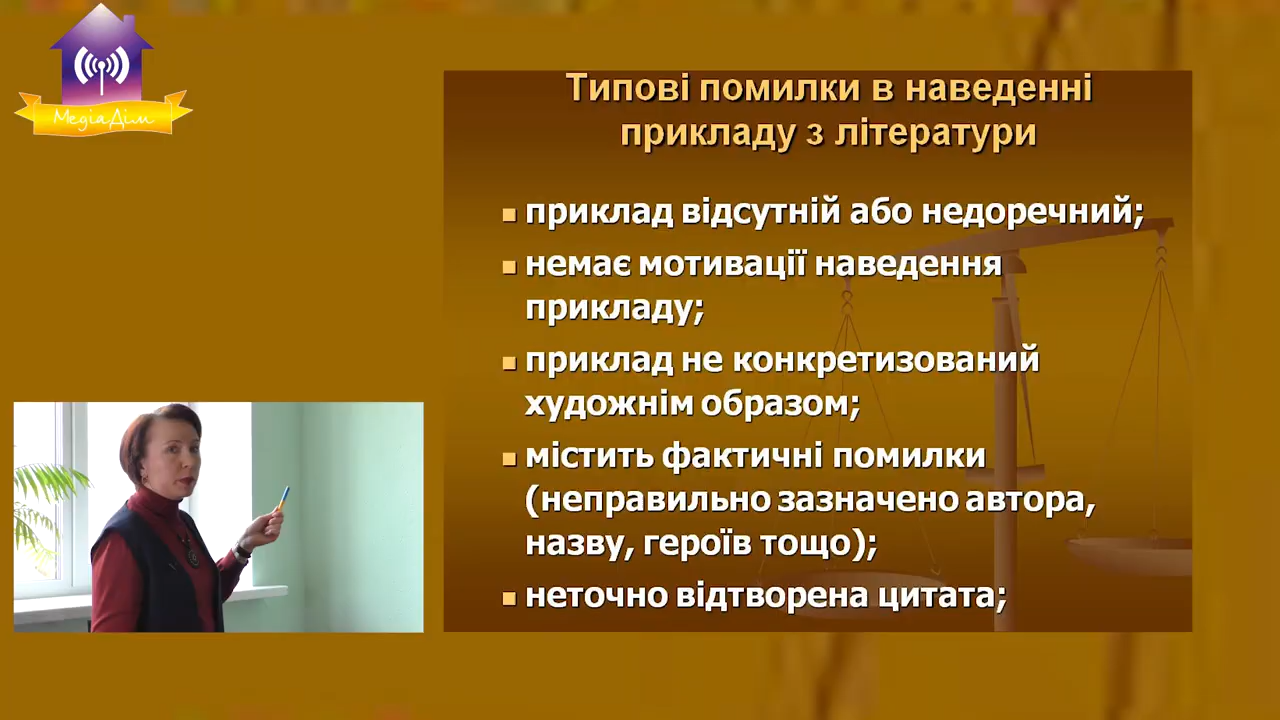 МедіаДім
Типові помилки в наведенні
прикладу з літератури
приклад відсутній або недоречний;
немає мотивації наведення
прикладу;
приклад не конкретизований
художнім образом;
містить фактичні помилки
(неправильно зазначено автора,
назву, героїв тощо);
неточно відтворена цитата;